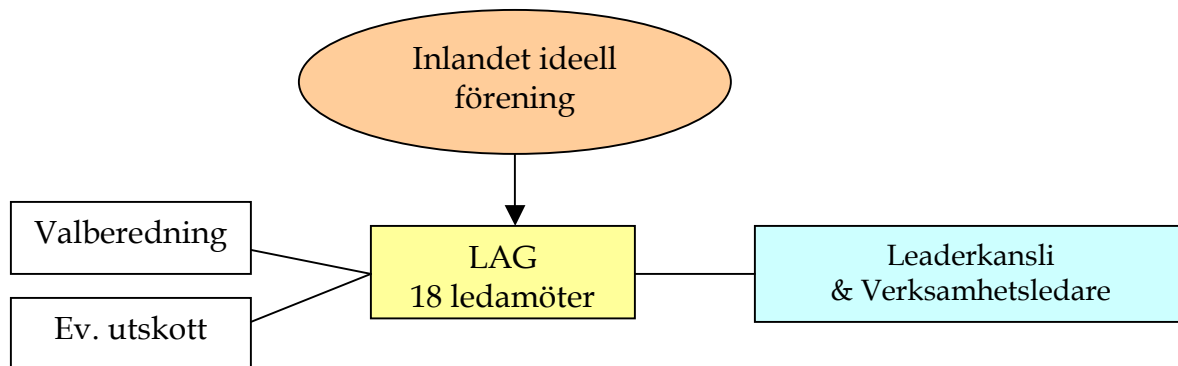 Inlandet ideell
förening
Valberedning
LAG
18 ledamöter
Leaderkansli
& Verksamhetsledare
Ev. utskott